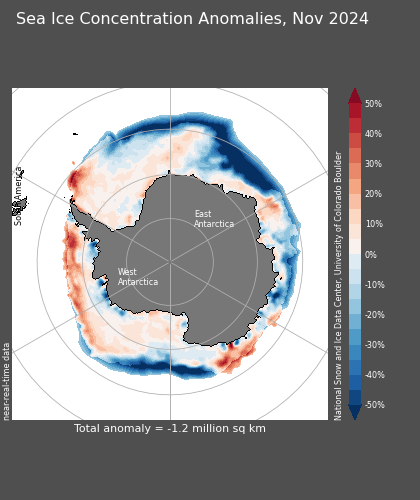 Sea Ice Concentration Anomalies, Nov 2024
South America
East
Antarctica
West
Antarctica
near-real-time data
50%
40%
30%
20%
10%
0%
-10%
-20%
-30%
-40%
-50%
National Snow and Ice Data Center, University of Colorado Boulder
Total anomaly = -1.2 million sq km